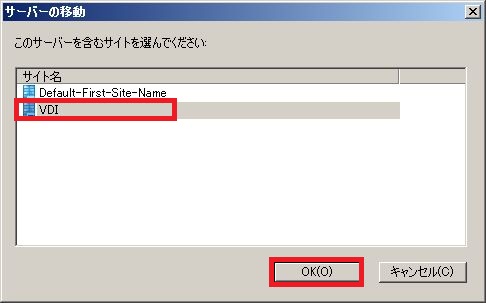 サーバーの移動
このサーバーを含むサイトを選んでください:
サイト名
Default-First-Site-Name
VDI
OK(O) キャンセル(C)